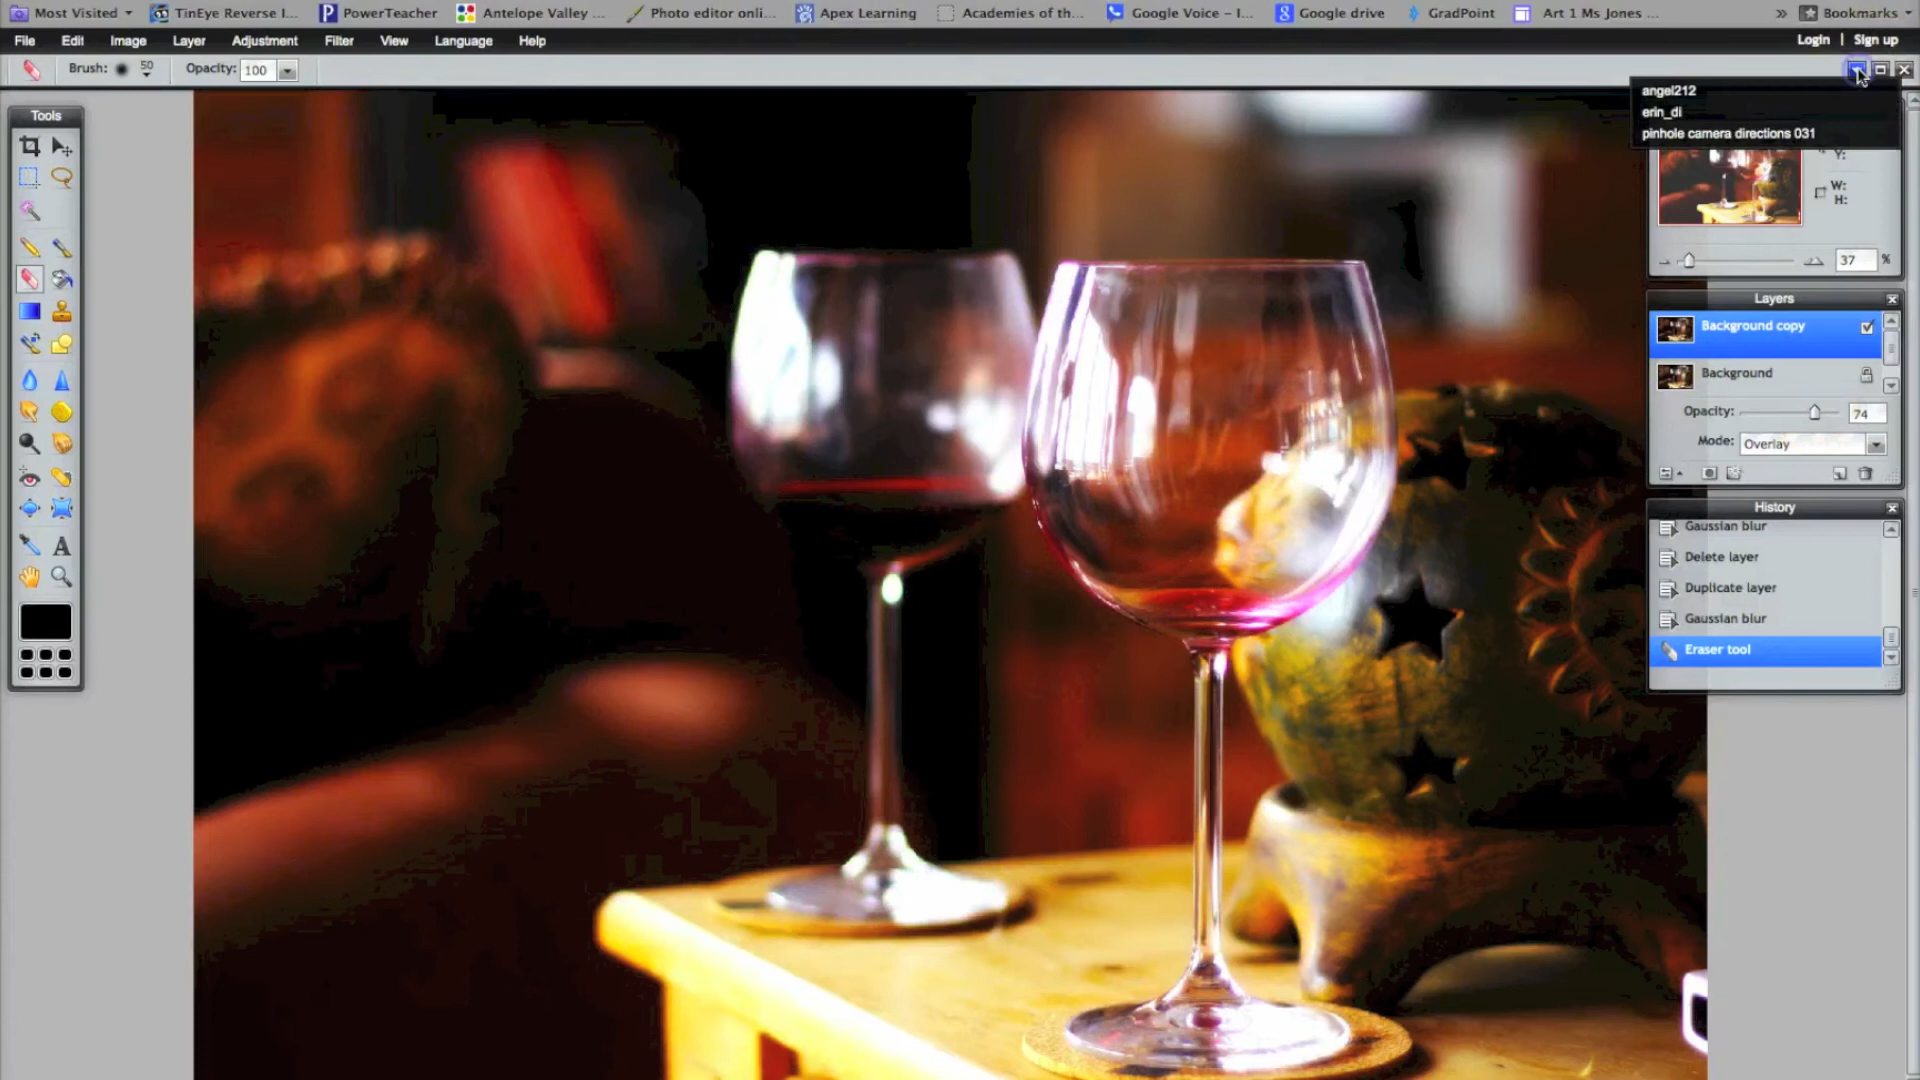 Most Visited TinEye Reverse I... PowerTeacher Antelope Valley ... Photo editor onli... Apex Learning Academies of th... Google Voice – I... Google drive GradPoint Art 1 Ms Jones ... » Bookmarks
File Edit Image Layer Adjustment Filter View Language Help Login | Sign up
Brush: 50 Opacity: 100
angel212
erin_di
pinhole camera directions 031
Tools
Y:
W:
H:
37 %
Layers
Background copy
Background
Opacity: 74
Mode: Overlay
History
Gaussian blur
Delete layer
Duplicate layer
Gaussian blur
Eraser tool